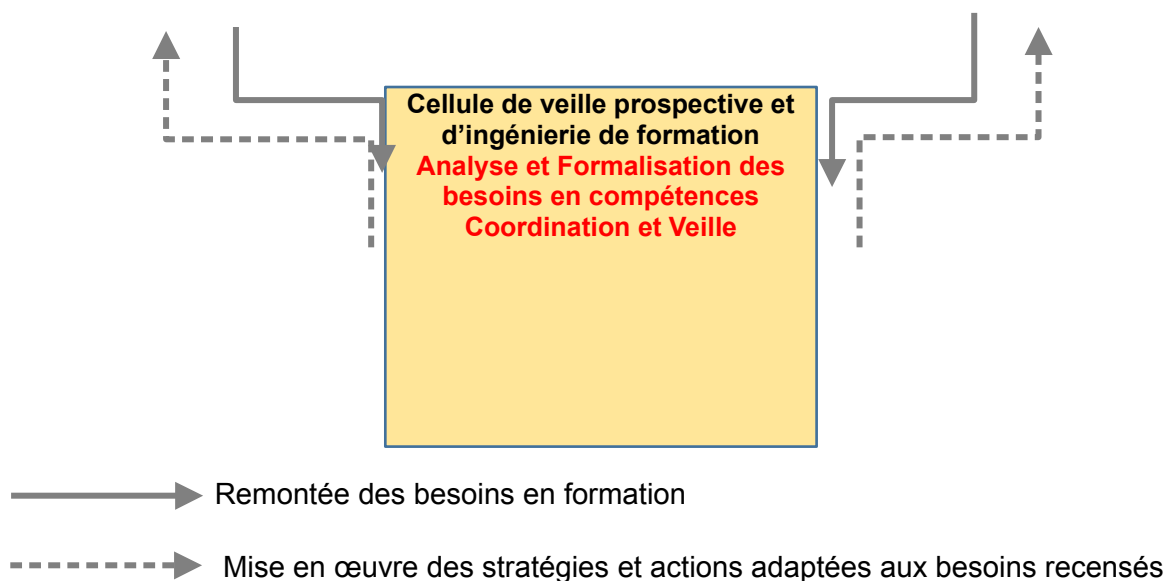 Cellule de veille prospective et
d’ingénierie de formation
Analyse et Formalisation des
besoins en compétences
Coordination et Veille
Remontée des besoins en formation
Mise en œuvre des stratégies et actions adaptées aux besoins recensés